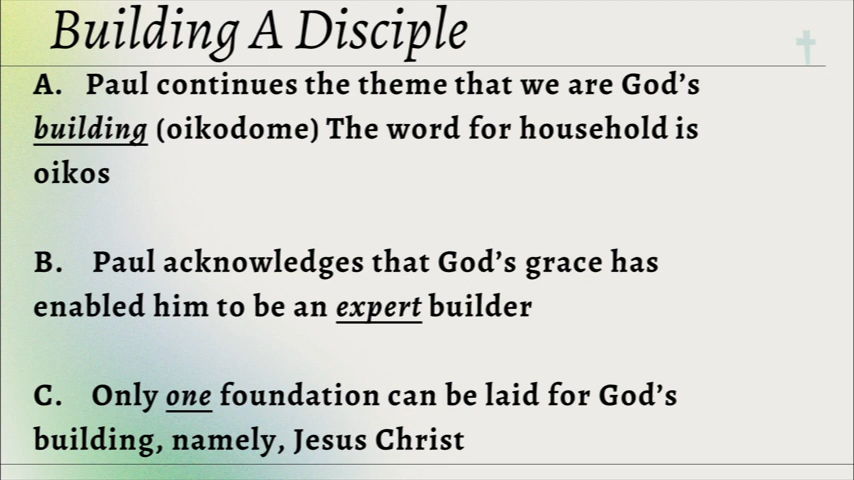 Building A Disciple
A. Paul continues the theme that we are God’s
building (oikodome) The word for household is
oikos
B. Paul acknowledges that God’s grace has
enabled him to be an expert builder
C. Only one foundation can be laid for God’s
building, namely, Jesus Christ